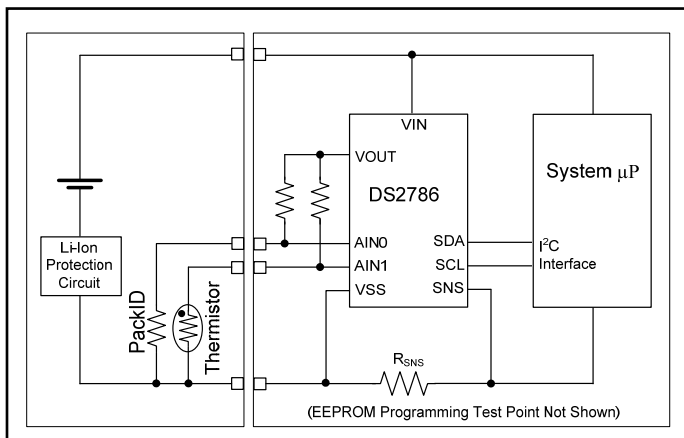 VIN
VOUT
DS2786
System µP
Li-Ion
Protection
Circuit
PackID
Thermistor
AIN0
AIN1
VSS
SDA
SCL
SNS
I²C
Interface
RSNS
(EEPROM Programming Test Point Not Shown)